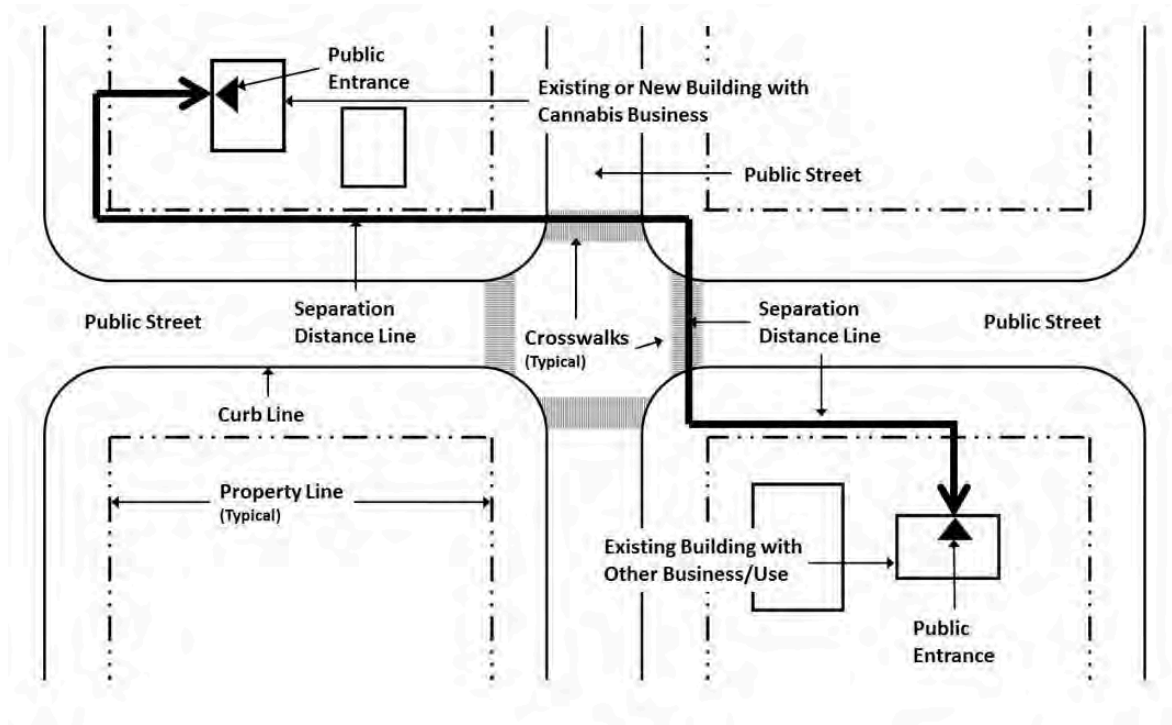 Public
Entrance
Existing or New Building with
Cannabis Business
Public Street
Separation
Distance Line
Public Street
Crosswalks
(Typical)
Separation
Distance Line
Public Street
Curb Line
Property Line
(Typical)
Existing Building with
Other Business/Use
Public
Entrance